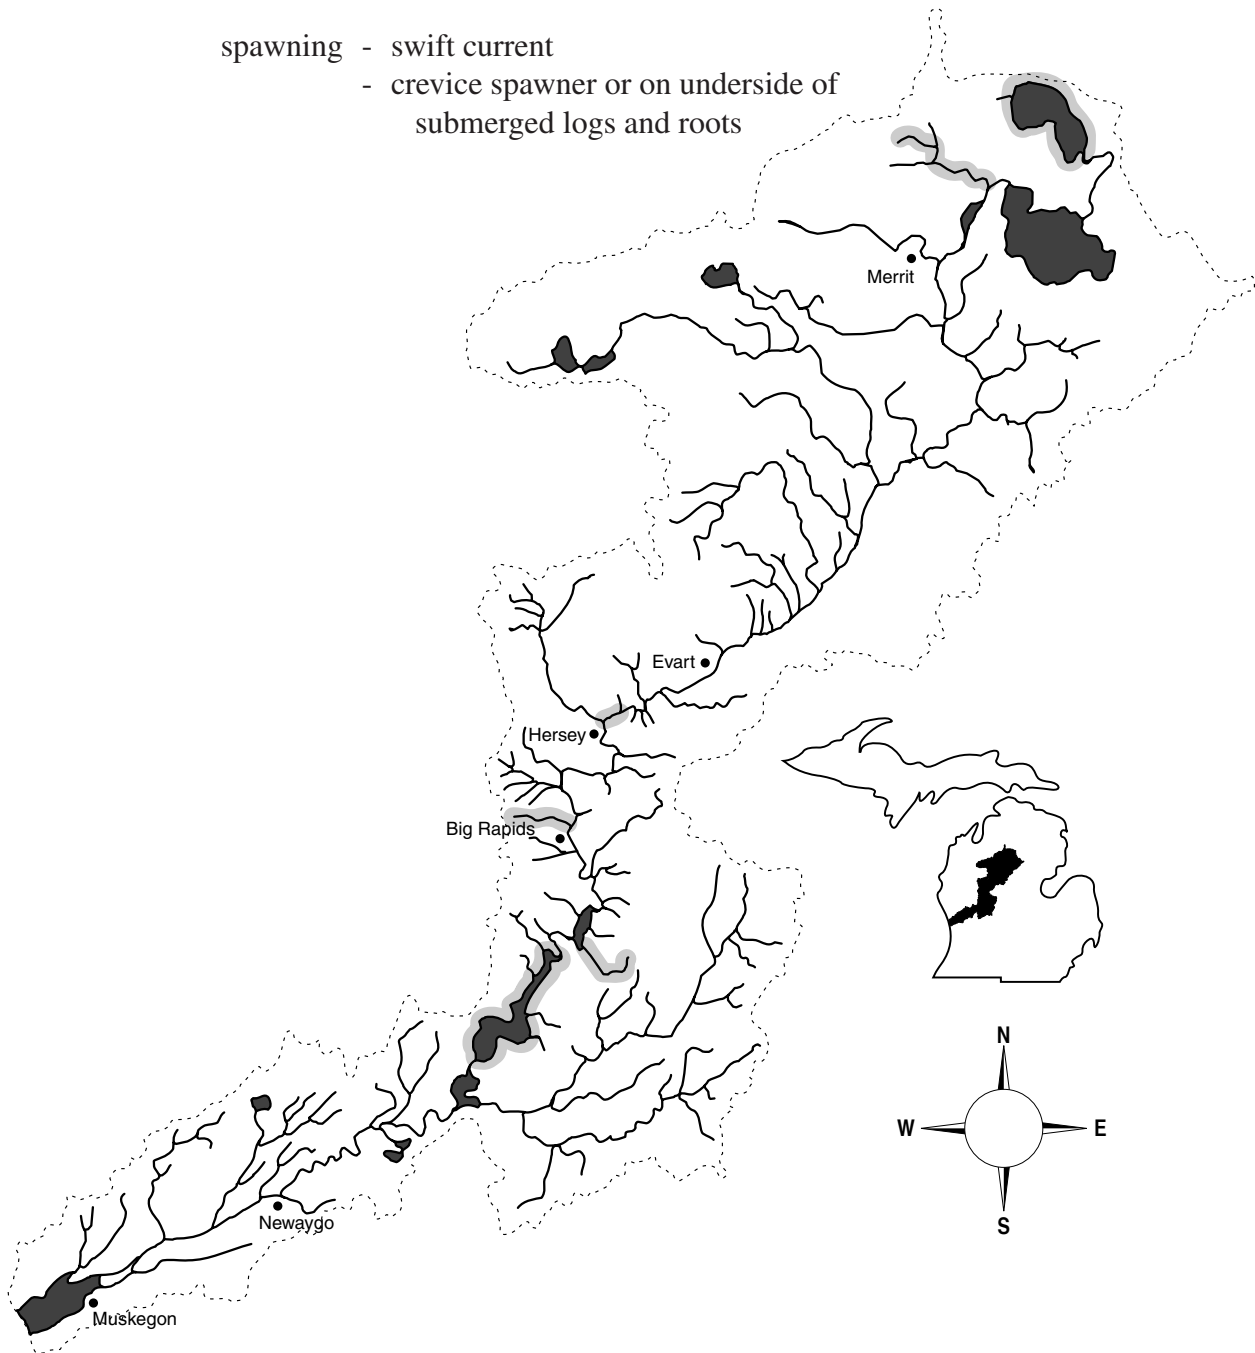 spawning - swift current
- crevice spawner or on underside of
submerged logs and roots
Merrit
Evart
Hersey
Big Rapids
N
W
E
S
Newaygo
Muskegon